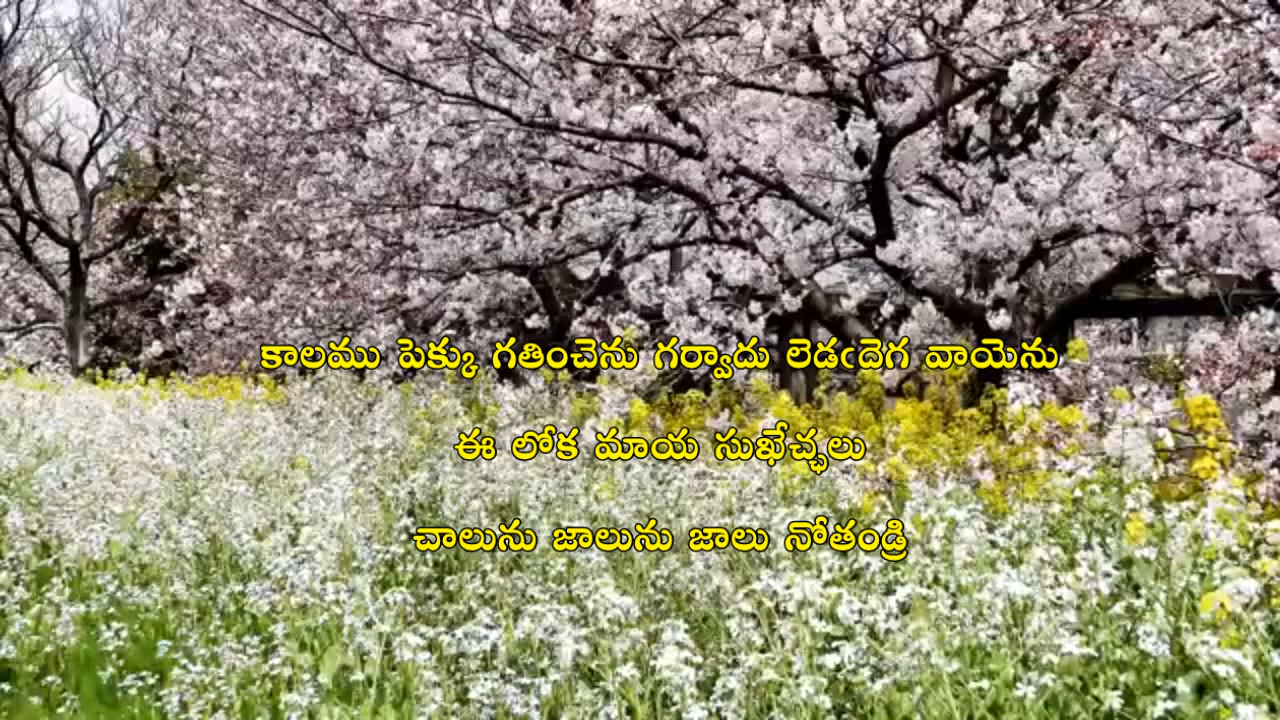 కాలము పెక్కు గతించెను గర్వాదు లెడఁదెగ వాయెను
ఈ లోక మాయ సుఖేచ్ఛలు
చాలును జాలును జాలు నోతండ్రి